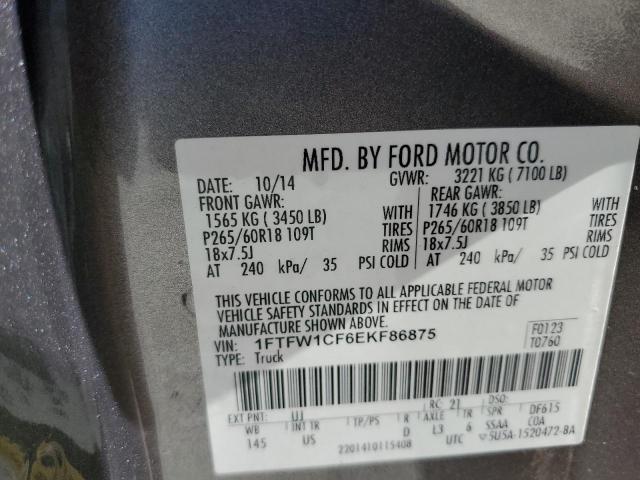 MFD. BY FORD MOTOR CO.
DATE: 10/14 GVWR: 3221 KG ( 7100 LB)
FRONT GAWR: REAR GAWR:
1565 KG ( 3450 LB) WITH 1746 KG ( 3850 LB) WITH
P265/60R18 109T TIRES P265/60R18 109T TIRES
18x7.5J RIMS 18x7.5J RIMS
AT 240 kPa/ 35 PSI COLD AT 240 kPa/ 35 PSI COLD
THIS VEHICLE CONFORMS TO ALL APPLICABLE FEDERAL MOTOR
VEHICLE SAFETY STANDARDS IN EFFECT ON THE DATE OF
MANUFACTURE SHOWN ABOVE.
VIN: 1FTFW1CF6EKF86875 F0123
TYPE: Truck T0760
EXT PNT: UJ RC: 21 DSO:
WB INT TR TP/PS R AXLE TR SPR DF615
145 US D L3 6 SSAA COA
2201410115408 UTC 5U5A-1520472-8A